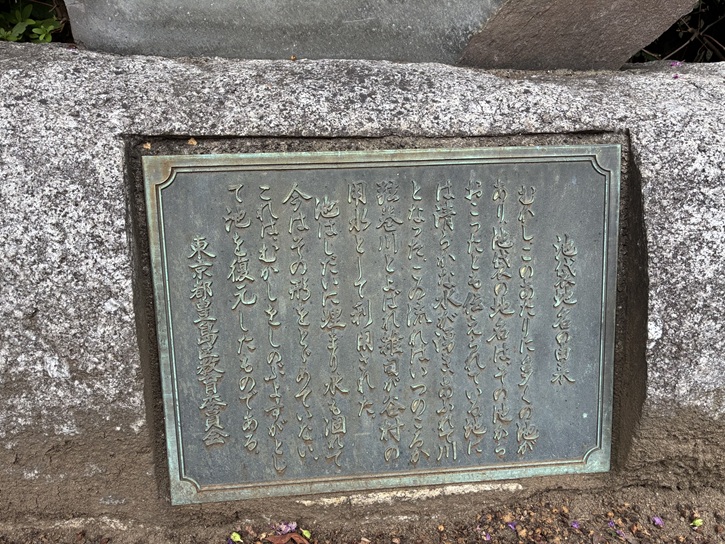 池袋地名の由来
むかしこのあたりに多くの池が
あり池袋の地名はその池から
おこったとも伝えられている池に
は清らかな水が湧きあふれて川
となったこの流れはいつのころか
弦巻川とよばれ雑司が谷村の
用水として利用された
池はしだいに埋まり水も涸れて
今はその形をとどめていない
これはむかしをしのぶよすがとし
て池を復元したものである。
東京都豊島区教育委員会